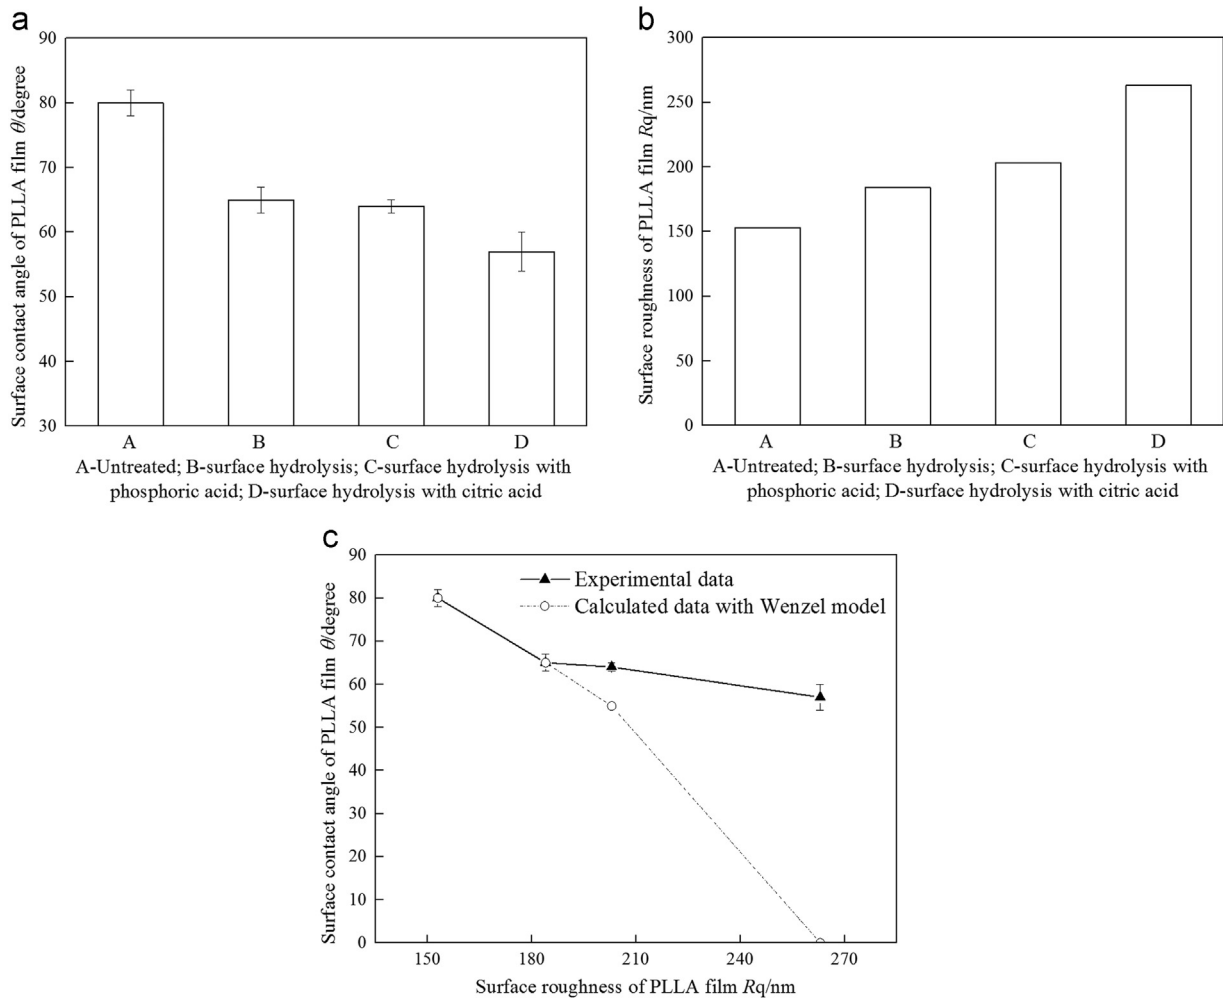 a
90
80
70
60
50
40
30
Surface contact angle of PLLA film θ/degree
A B C D
A-Untreated; B-surface hydrolysis; C-surface hydrolysis with
phosphoric acid; D-surface hydrolysis with citric acid
b
300
250
200
150
100
50
0
Surface roughness of PLLA film Rq/nm
A B C D
A-Untreated; B-surface hydrolysis; C-surface hydrolysis with
phosphoric acid; D-surface hydrolysis with citric acid
c
90
80
70
60
50
40
30
20
10
0
Surface contact angle of PLLA film θ/degree
Experimental data
Calculated data with Wenzel model
150 180 210 240 270
Surface roughness of PLLA film Rq/nm